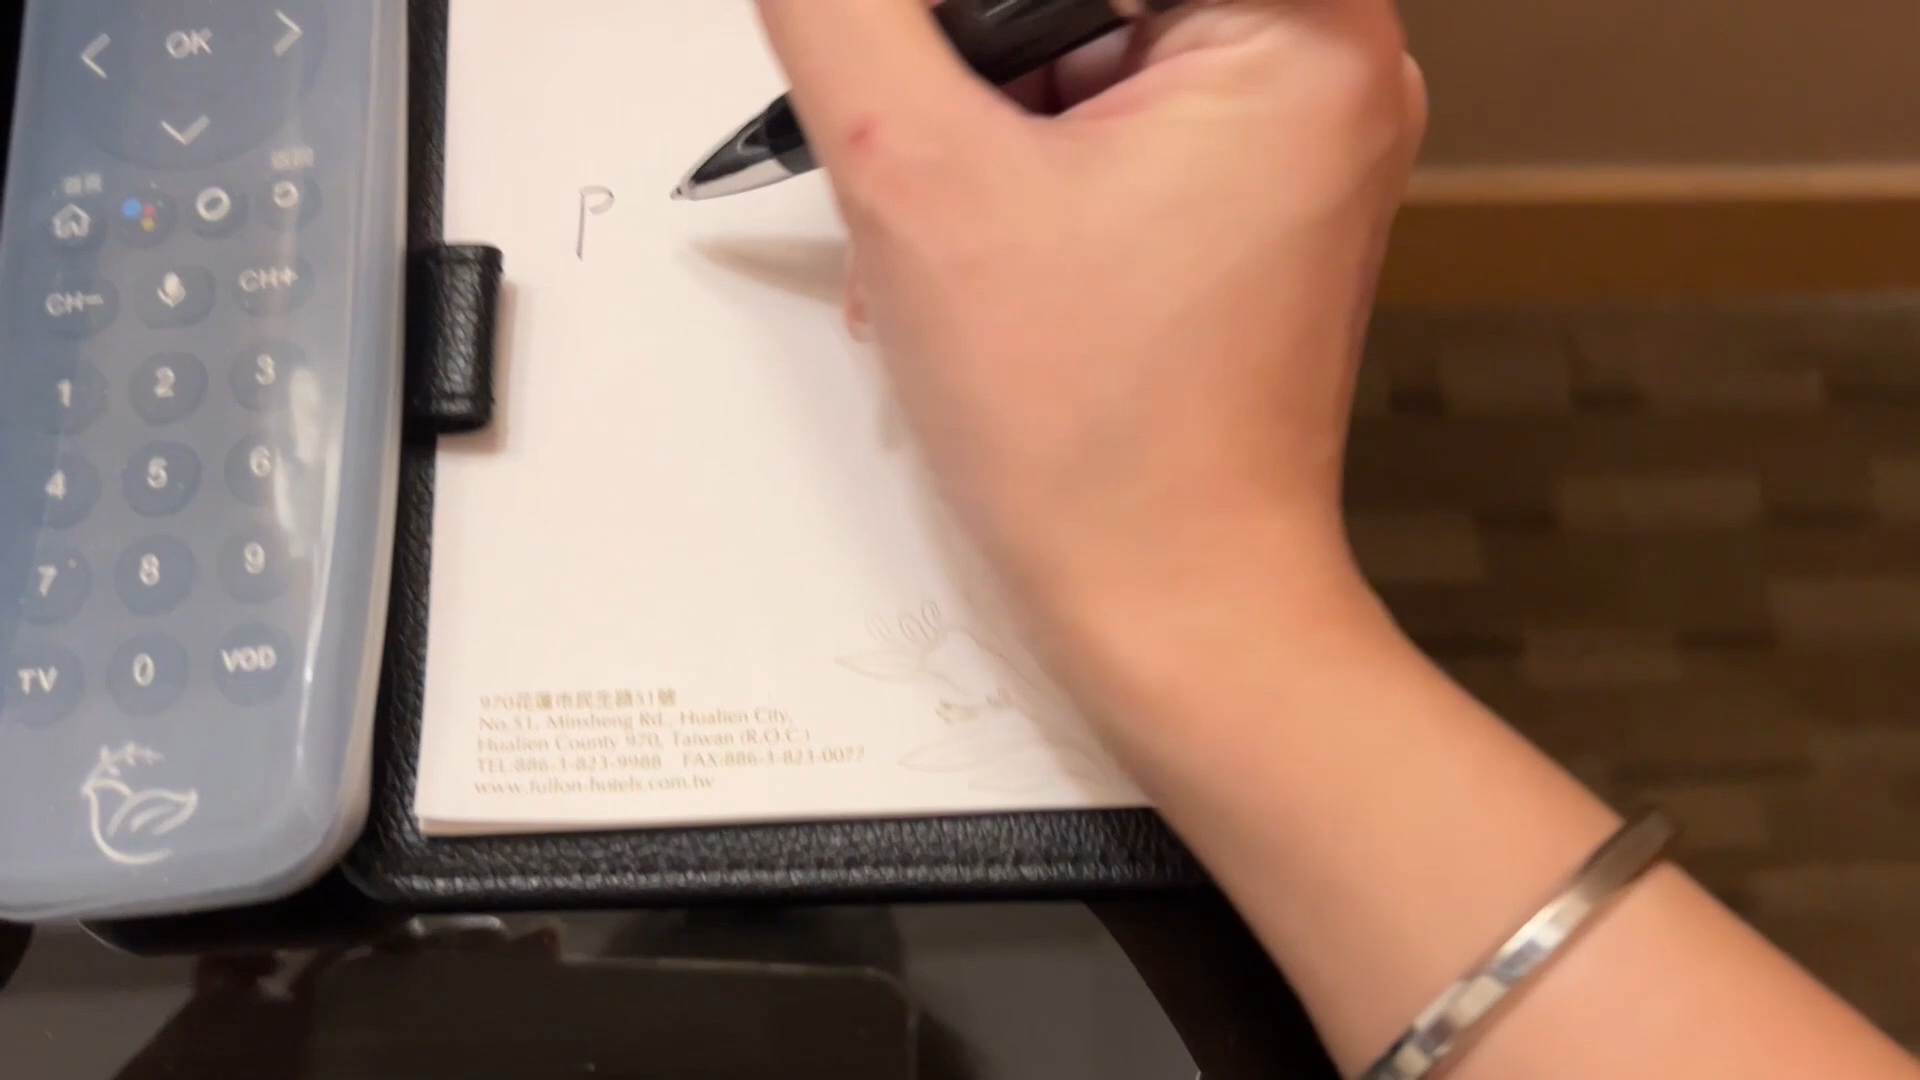 OK
首頁
CH- CH+
1 2 3
4 5 6
7 8 9
TV 0 VOD
P
970花蓮市民生路51號
No.51, Minsheng Rd., Hualien City,
Hualien County 970, Taiwan (R.O.C.)
TEL:886-3-823-9988 FAX:886-3-823-0077
www.fullon-hotels.com.tw